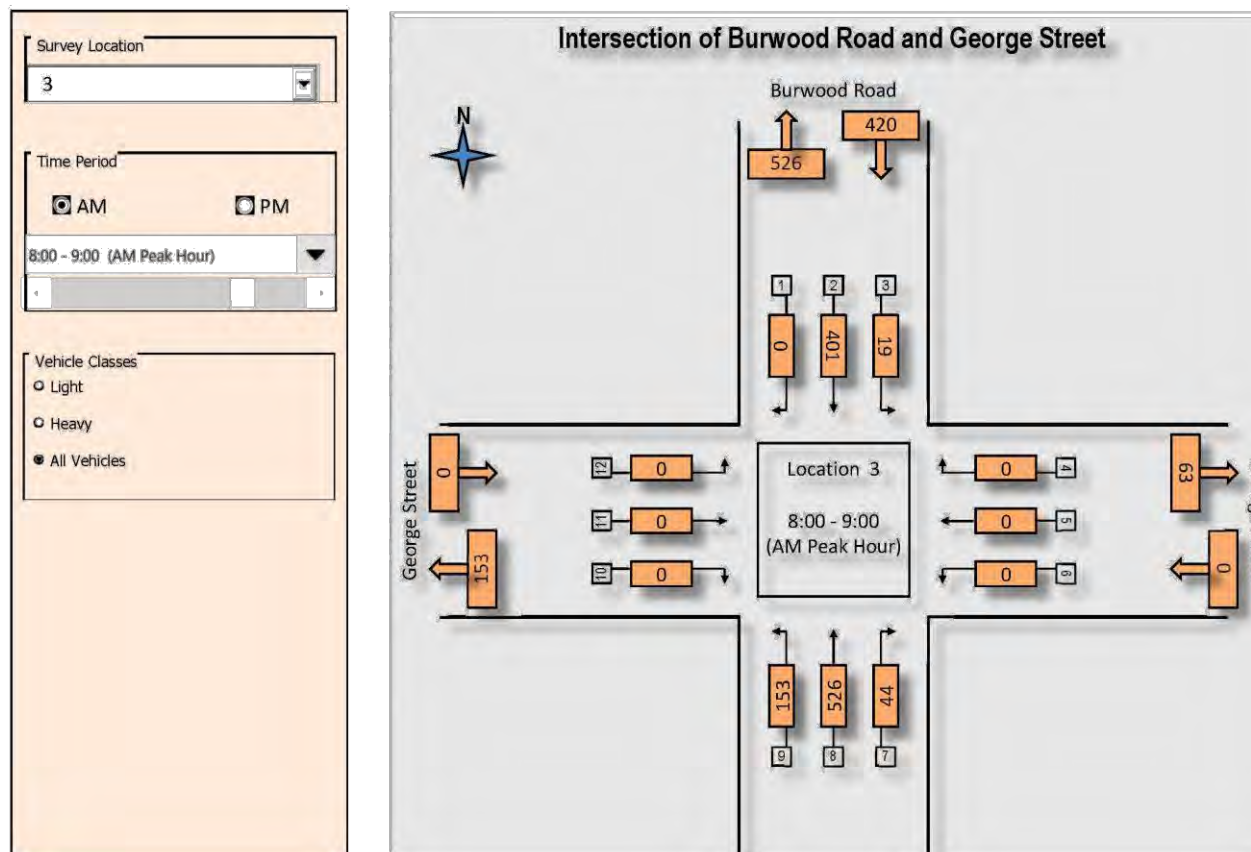 Survey Location
3
Time Period
AM
PM
8:00 - 9:00 (AM Peak Hour)
Vehicle Classes
Light
Heavy
All Vehicles
Intersection of Burwood Road and George Street
Burwood Road
N
526
420
1
2
3
0
401
19
George Street
0
153
12
0
11
0
10
0
Location 3
8:00 - 9:00
(AM Peak Hour)
0
4
0
5
0
6
63
0
153
526
44
9
8
7